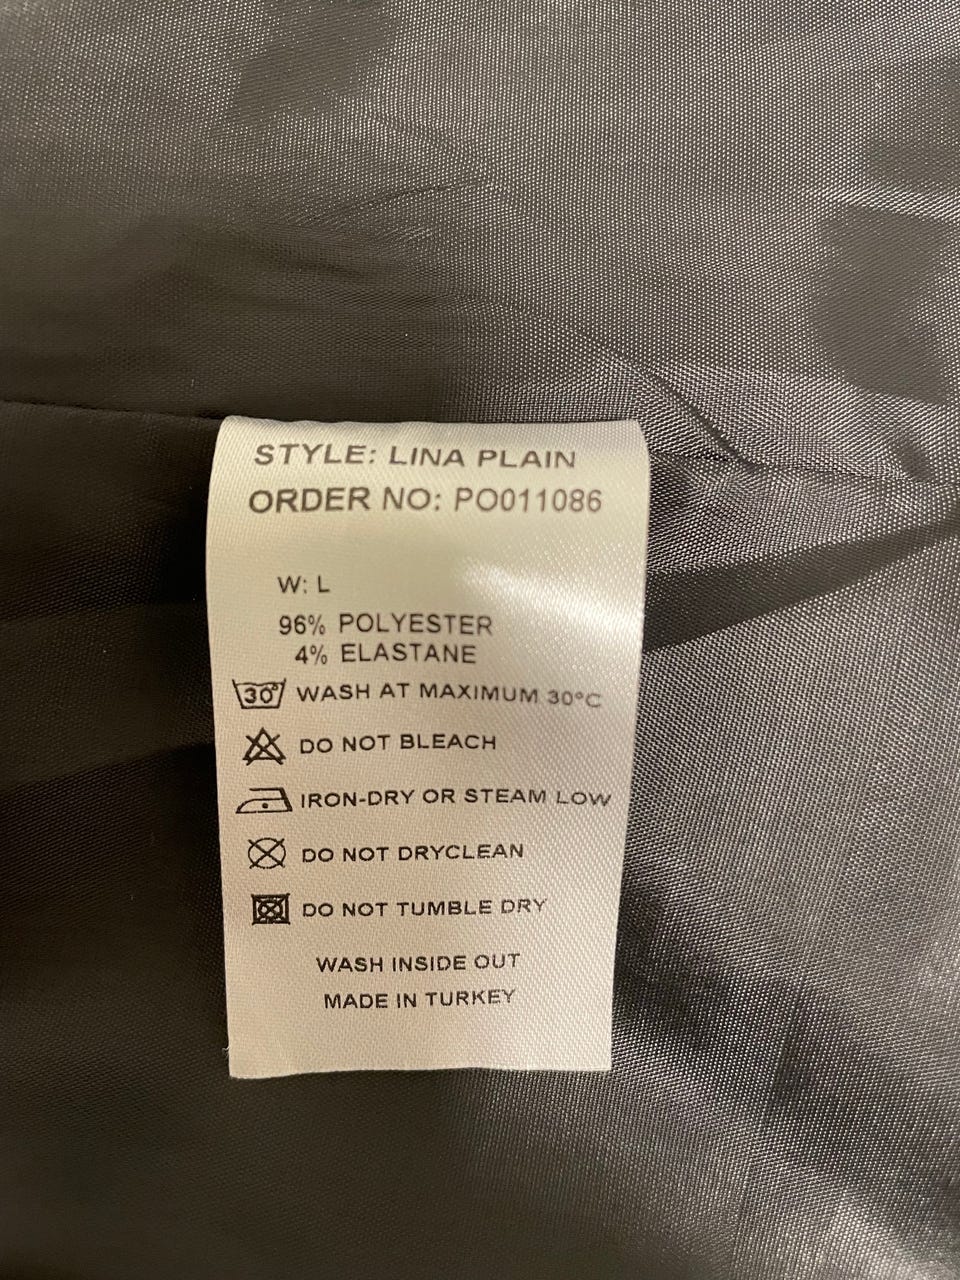 STYLE: LINA PLAIN
ORDER NO: PO011086
W: L
96% POLYESTER
4% ELASTANE
30° WASH AT MAXIMUM 30°C
DO NOT BLEACH
IRON-DRY OR STEAM LOW
DO NOT DRYCLEAN
DO NOT TUMBLE DRY
WASH INSIDE OUT
MADE IN TURKEY